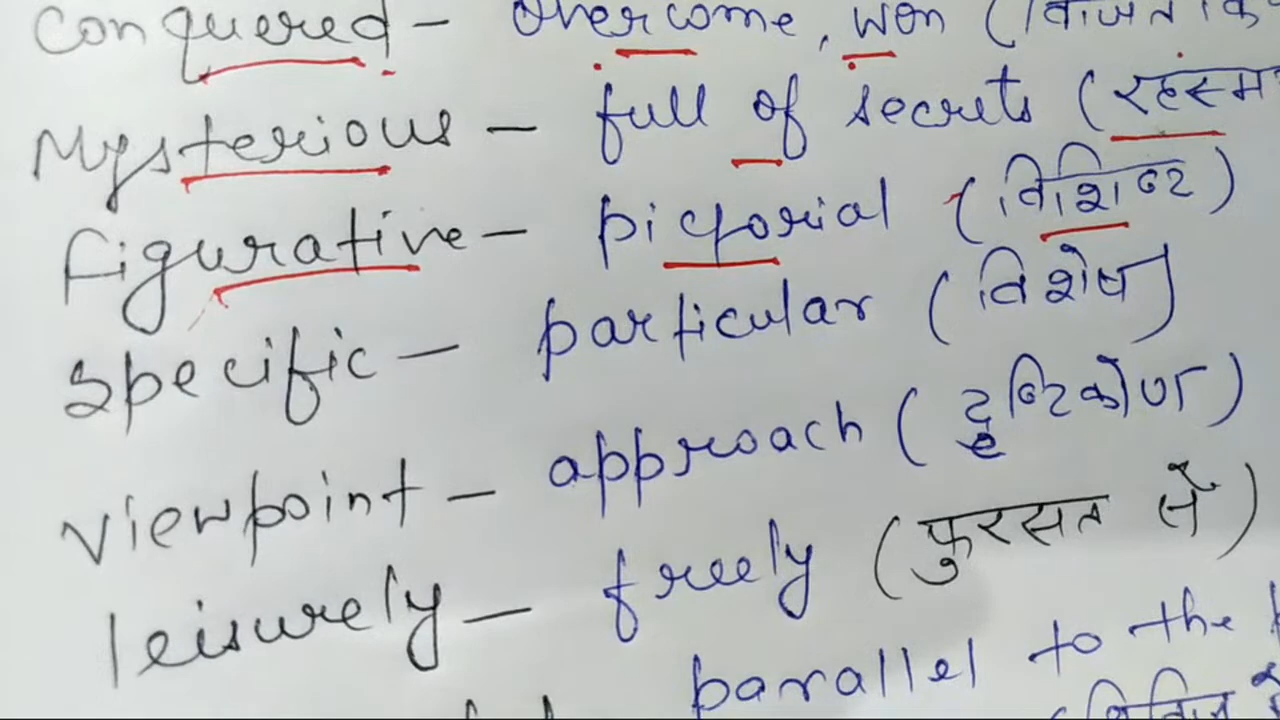 Conquered - overcome, won (
Mysterious - full of secrets (रहस्म
Figurative - pictorial (विशिष्ट)
Specific - particular (विशेष)
Viewpoint - approach (दृष्टिकोण)
leisurely - freely (फुरसत से)
parallel to the